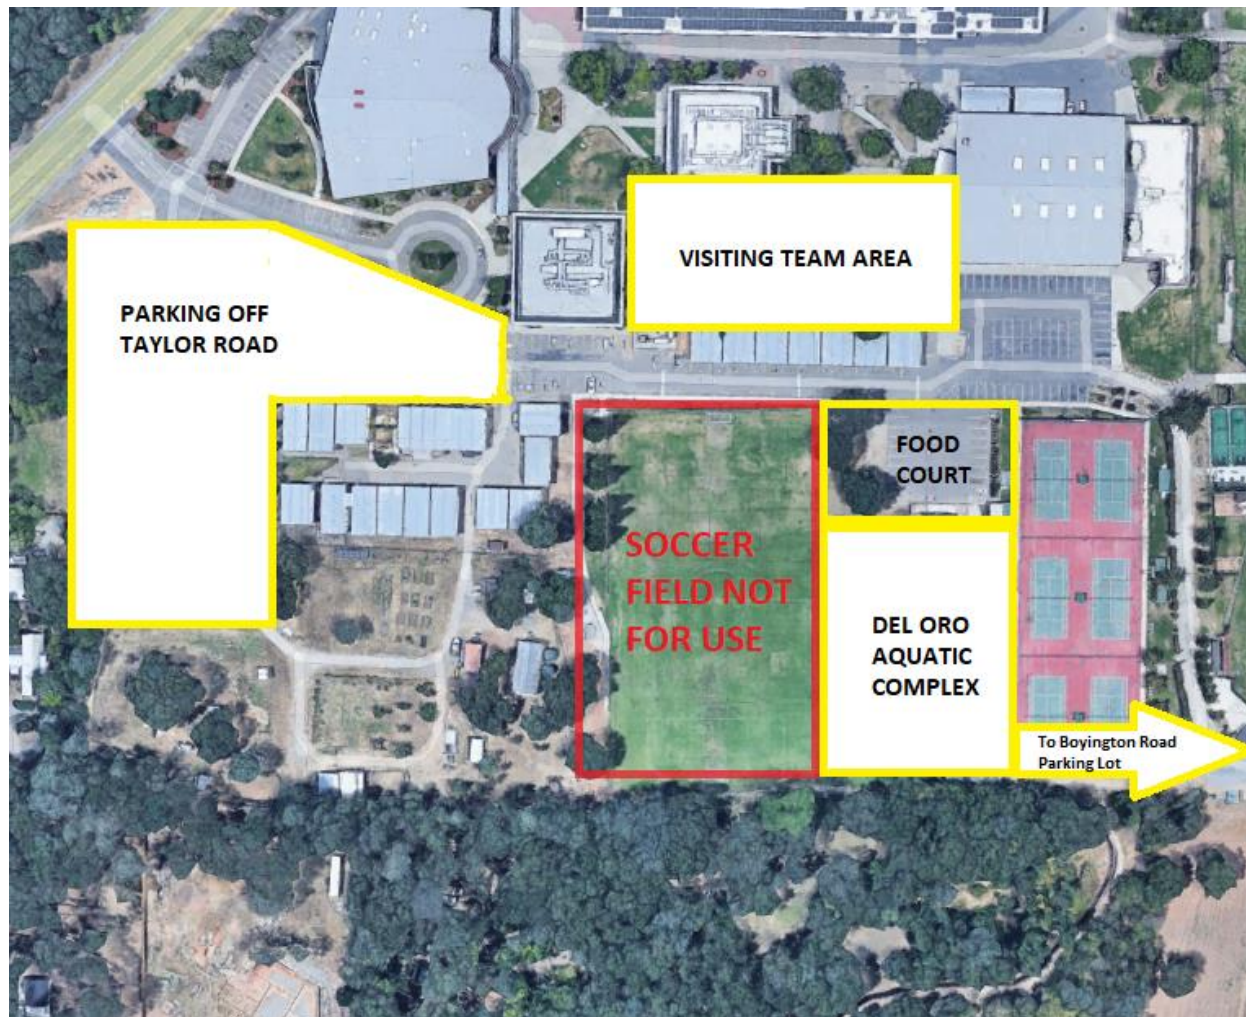 VISITING TEAM AREA
PARKING OFF
TAYLOR ROAD
FOOD
COURT
SOCCER
FIELD NOT
FOR USE
DEL ORO
AQUATIC
COMPLEX
To Boyington Road
Parking Lot